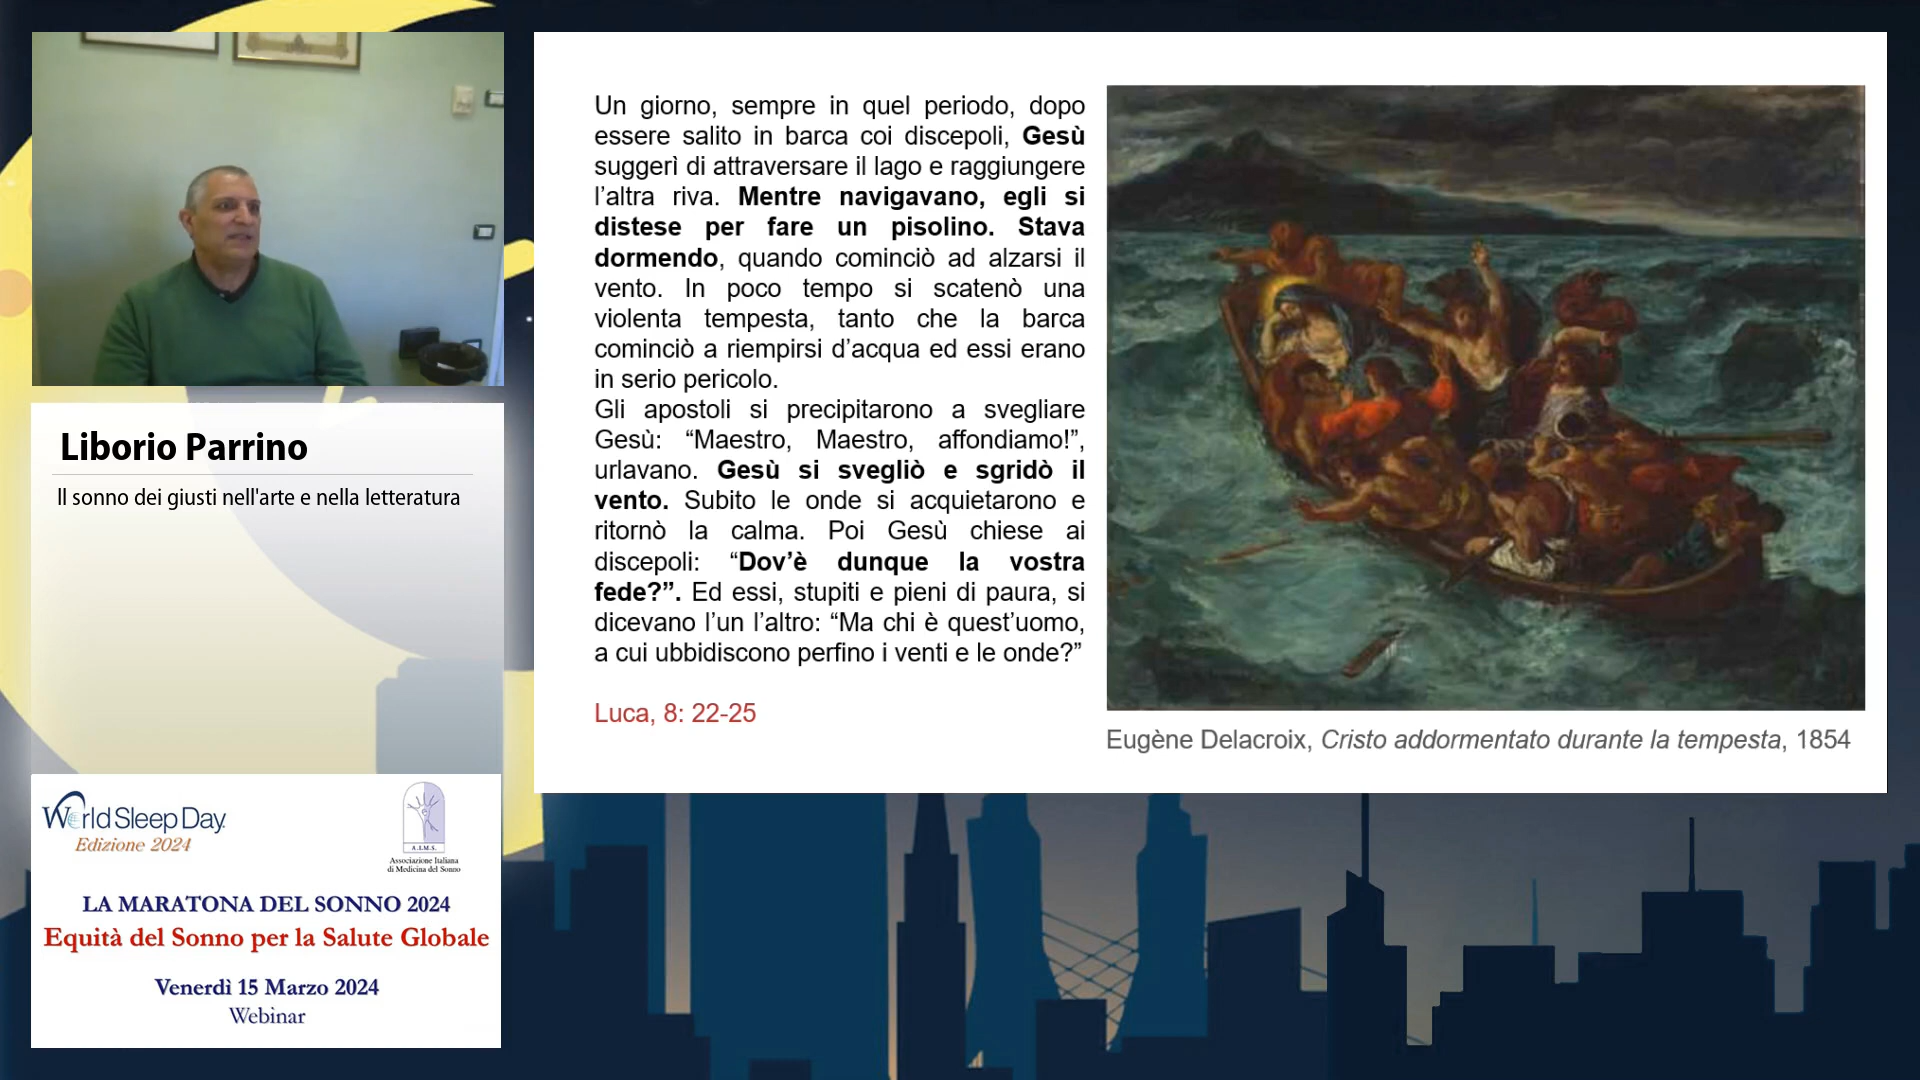 Liborio Parrino
Il sonno dei giusti nell'arte e nella letteratura
World Sleep Day
Edizione 2024
A.I.M.S.
Associazione Italiana
di Medicina del Sonno
LA MARATONA DEL SONNO 2024
Equità del Sonno per la Salute Globale
Venerdì 15 Marzo 2024
Webinar
Un giorno, sempre in quel periodo, dopo
essere salito in barca coi discepoli, Gesù
suggerì di attraversare il lago e raggiungere
l’altra riva. Mentre navigavano, egli si
distese per fare un pisolino. Stava
dormendo, quando cominciò ad alzarsi il
vento. In poco tempo si scatenò una
violenta tempesta, tanto che la barca
cominciò a riempirsi d’acqua ed essi erano
in serio pericolo.
Gli apostoli si precipitarono a svegliare
Gesù: “Maestro, Maestro, affondiamo!”,
urlavano. Gesù si svegliò e sgridò il
vento. Subito le onde si acquietarono e
ritornò la calma. Poi Gesù chiese ai
discepoli: “Dov’è dunque la vostra
fede?”. Ed essi, stupiti e pieni di paura, si
dicevano l’un l’altro: “Ma chi è quest’uomo,
a cui ubbidiscono perfino i venti e le onde?”
Luca, 8: 22-25
Eugène Delacroix, Cristo addormentato durante la tempesta, 1854